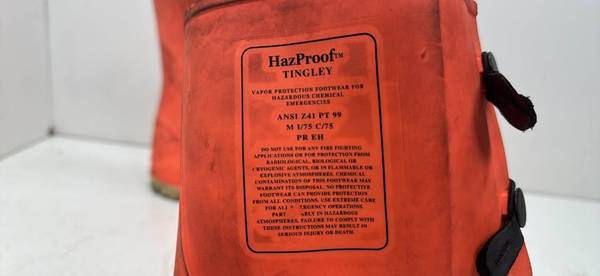 HazProof™
TINGLEY
VAPOR PROTECTION FOOTWEAR FOR
HAZARDOUS CHEMICAL
EMERGENCIES
ANSI Z41 PT 99
M I/75 C/75
PR EH
DO NOT USE FOR ANY FIRE FIGHTING
APPLICATIONS OR FOR PROTECTION FROM
RADIOLOGICAL, BIOLOGICAL OR
CRYOGENIC AGENTS, OR IN FLAMMABLE OR
EXPLOSIVE ATMOSPHERES. CHEMICAL
CONTAMINATION OF THIS FOOTWEAR MAY
WARRANT ITS DISPOSAL. NO PROTECTIVE
FOOTWEAR CAN PROVIDE PROTECTION
FROM ALL CONDITIONS. USE EXTREME CARE
FOR ALL OPERATIONS,
IN HAZARDOUS
ATMOSPHERES. FAILURE TO COMPLY WITH
THESE INSTRUCTIONS MAY RESULT IN
SERIOUS INJURY OR DEATH.